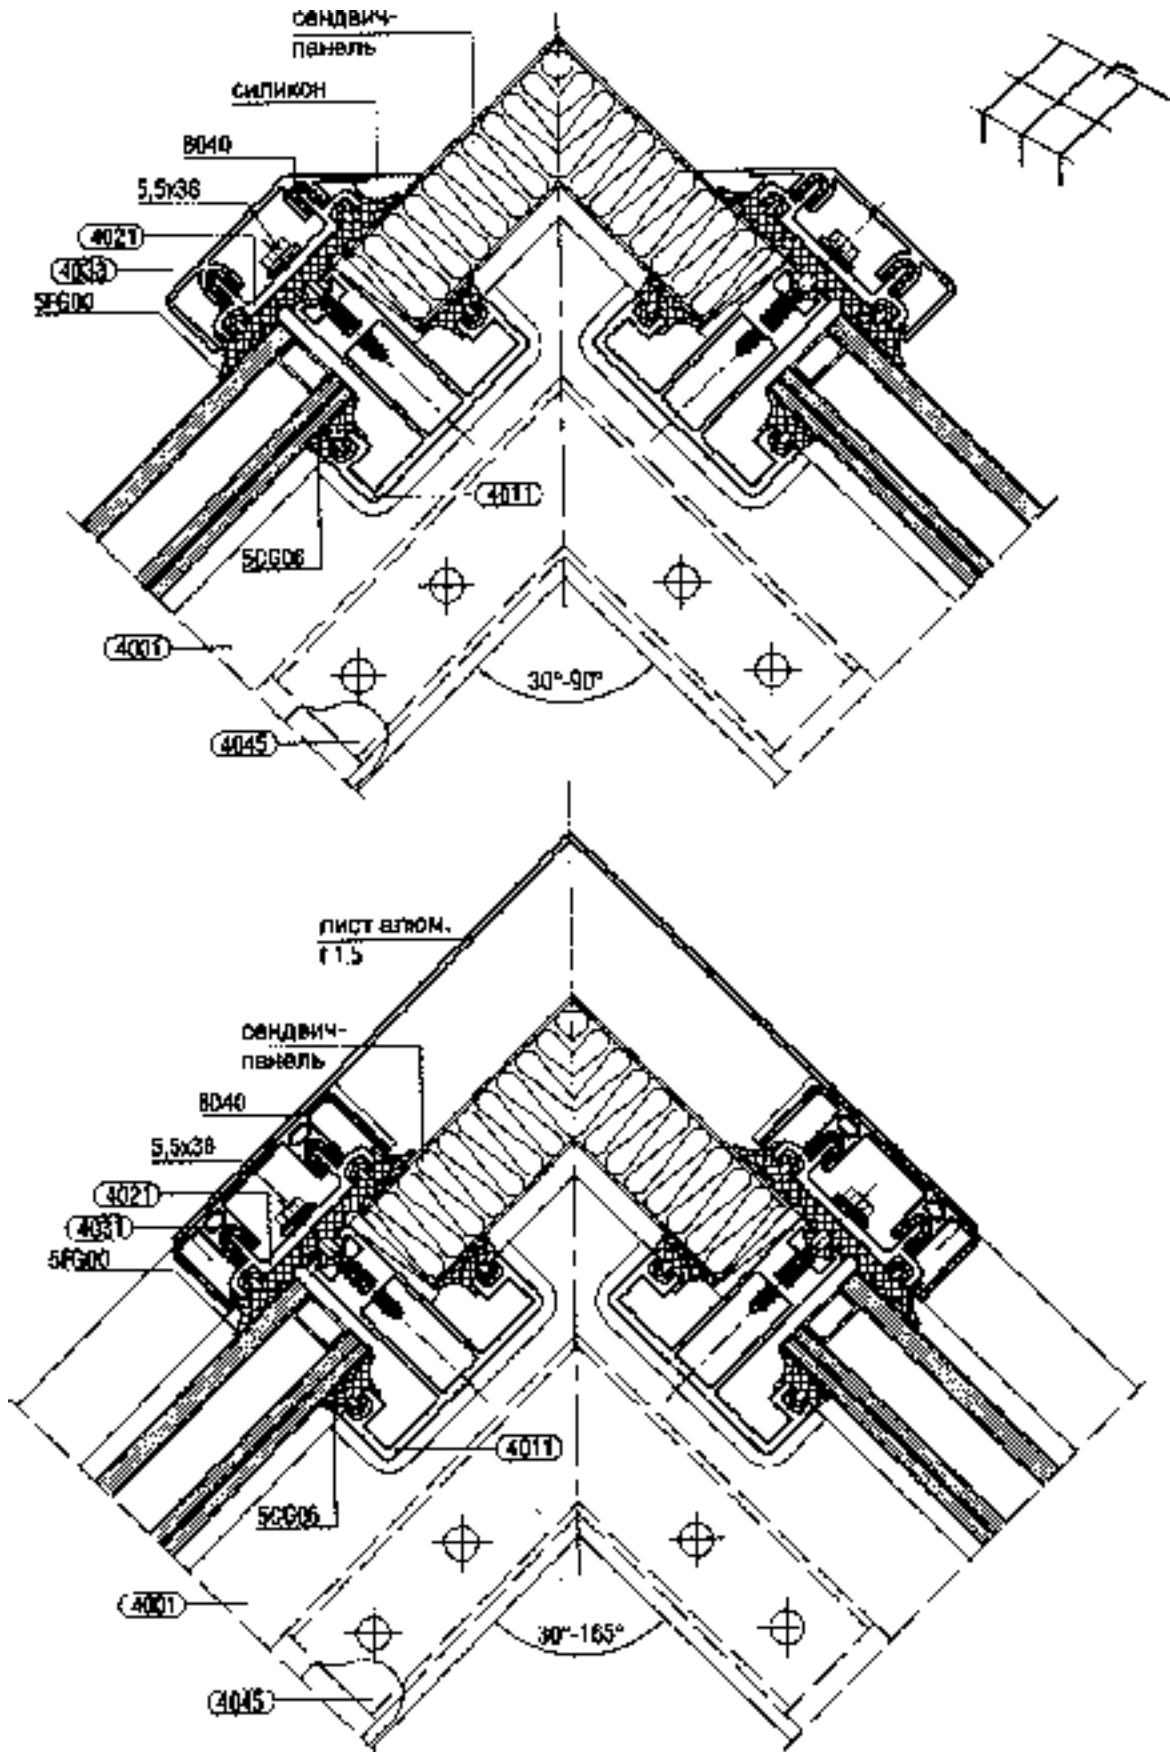 сендвич-
панель
силикон
8040
5,5x38
4021
4033
5FG00
4011
5CG06
4001
30°-90°
4045
лист алюм.
t 1.5
сендвич-
панель
8040
5,5x38
4021
4031
5FG00
4011
5CG06
4001
30°-165°
4045